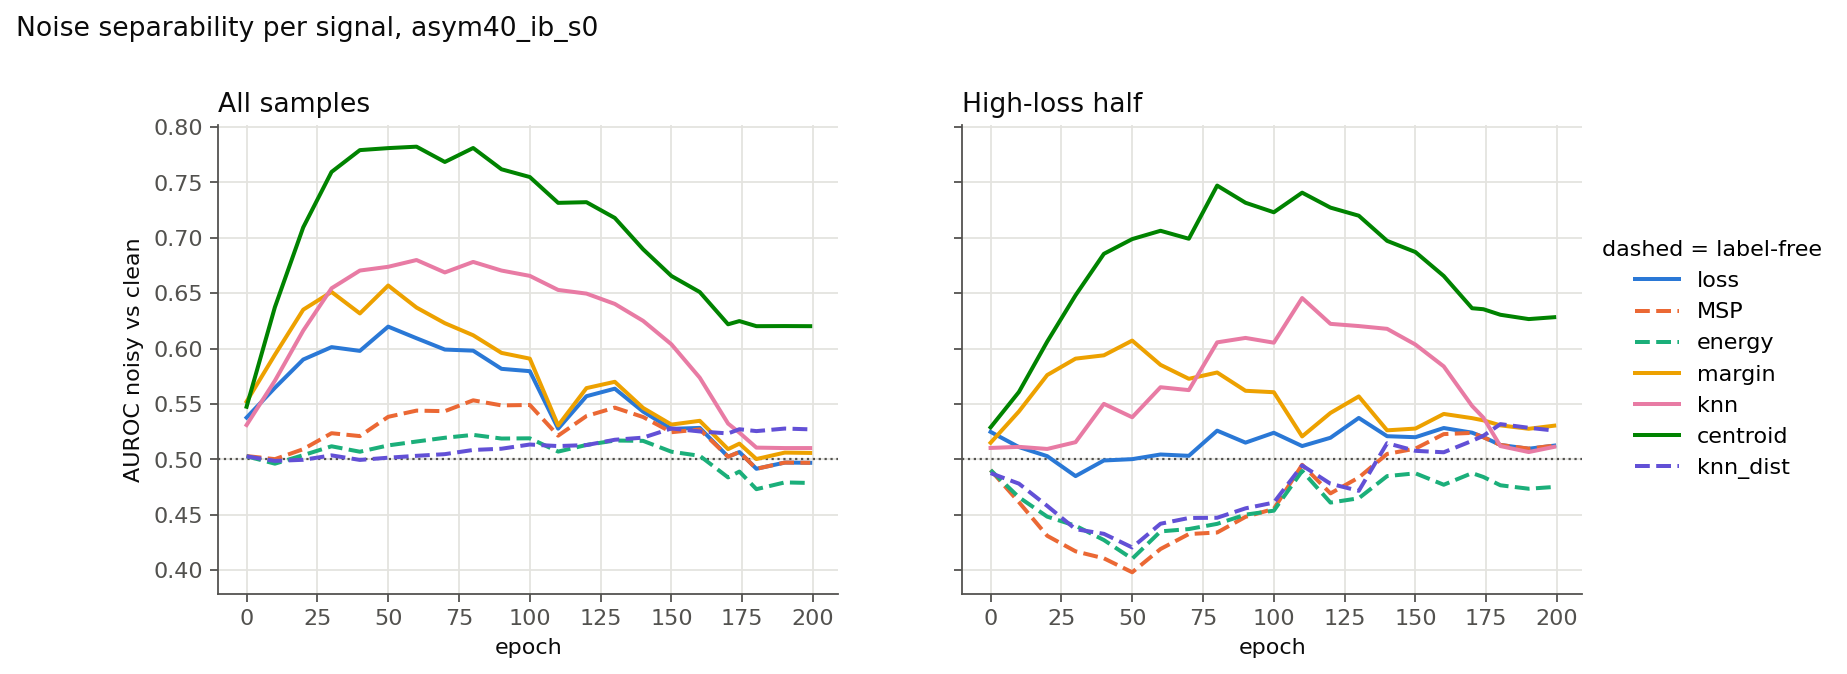 Noise separability per signal, asym40_ib_s0
All samples
High-loss half
AUROC noisy vs clean
0.80
0.75
0.70
0.65
0.60
0.55
0.50
0.45
0.40
0 25 50 75 100 125 150 175 200
epoch
0 25 50 75 100 125 150 175 200
epoch
dashed = label-free
loss
MSP
energy
margin
knn
centroid
knn_dist